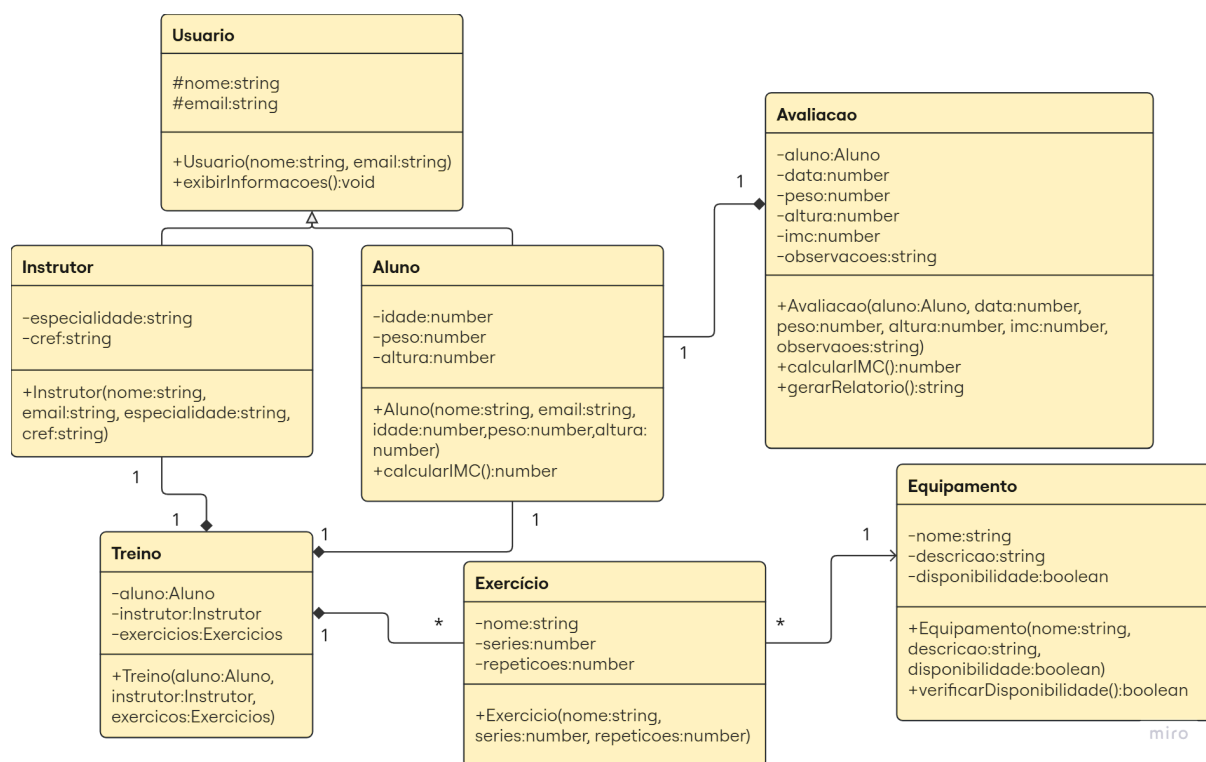 Usuario
#nome:string
#email:string
+Usuario(nome:string, email:string)
+exibirInformacoes():void
Avaliacao
-aluno:Aluno
-data:number
-peso:number
-altura:number
-imc:number
-observacoes:string
+Avaliacao(aluno:Aluno, data:number,
peso:number, altura:number, imc:number,
observaoes:string)
+calcularIMC():number
+gerarRelatorio():string
1
1
Instrutor
-especialidade:string
-cref:string
+Instrutor(nome:string,
email:string, especialidade:string,
cref:string)
Aluno
-idade:number
-peso:number
-altura:number
+Aluno(nome:string, email:string,
idade:number,peso:number,altura:
number)
+calcularIMC():number
1
1
1
1
Treino
-aluno:Aluno
-instrutor:Instrutor
-exercicios:Exercicios
+Treino(aluno:Aluno,
instrutor:Instrutor,
exercicos:Exercicios)
1
*
Exercício
-nome:string
-series:number
-repeticoes:number
+Exercicio(nome:string,
series:number, repeticoes:number)
*
1
Equipamento
-nome:string
-descricao:string
-disponibilidade:boolean
+Equipamento(nome:string,
descricao:string,
disponibilidade:boolean)
+verificarDisponibilidade():boolean
miro